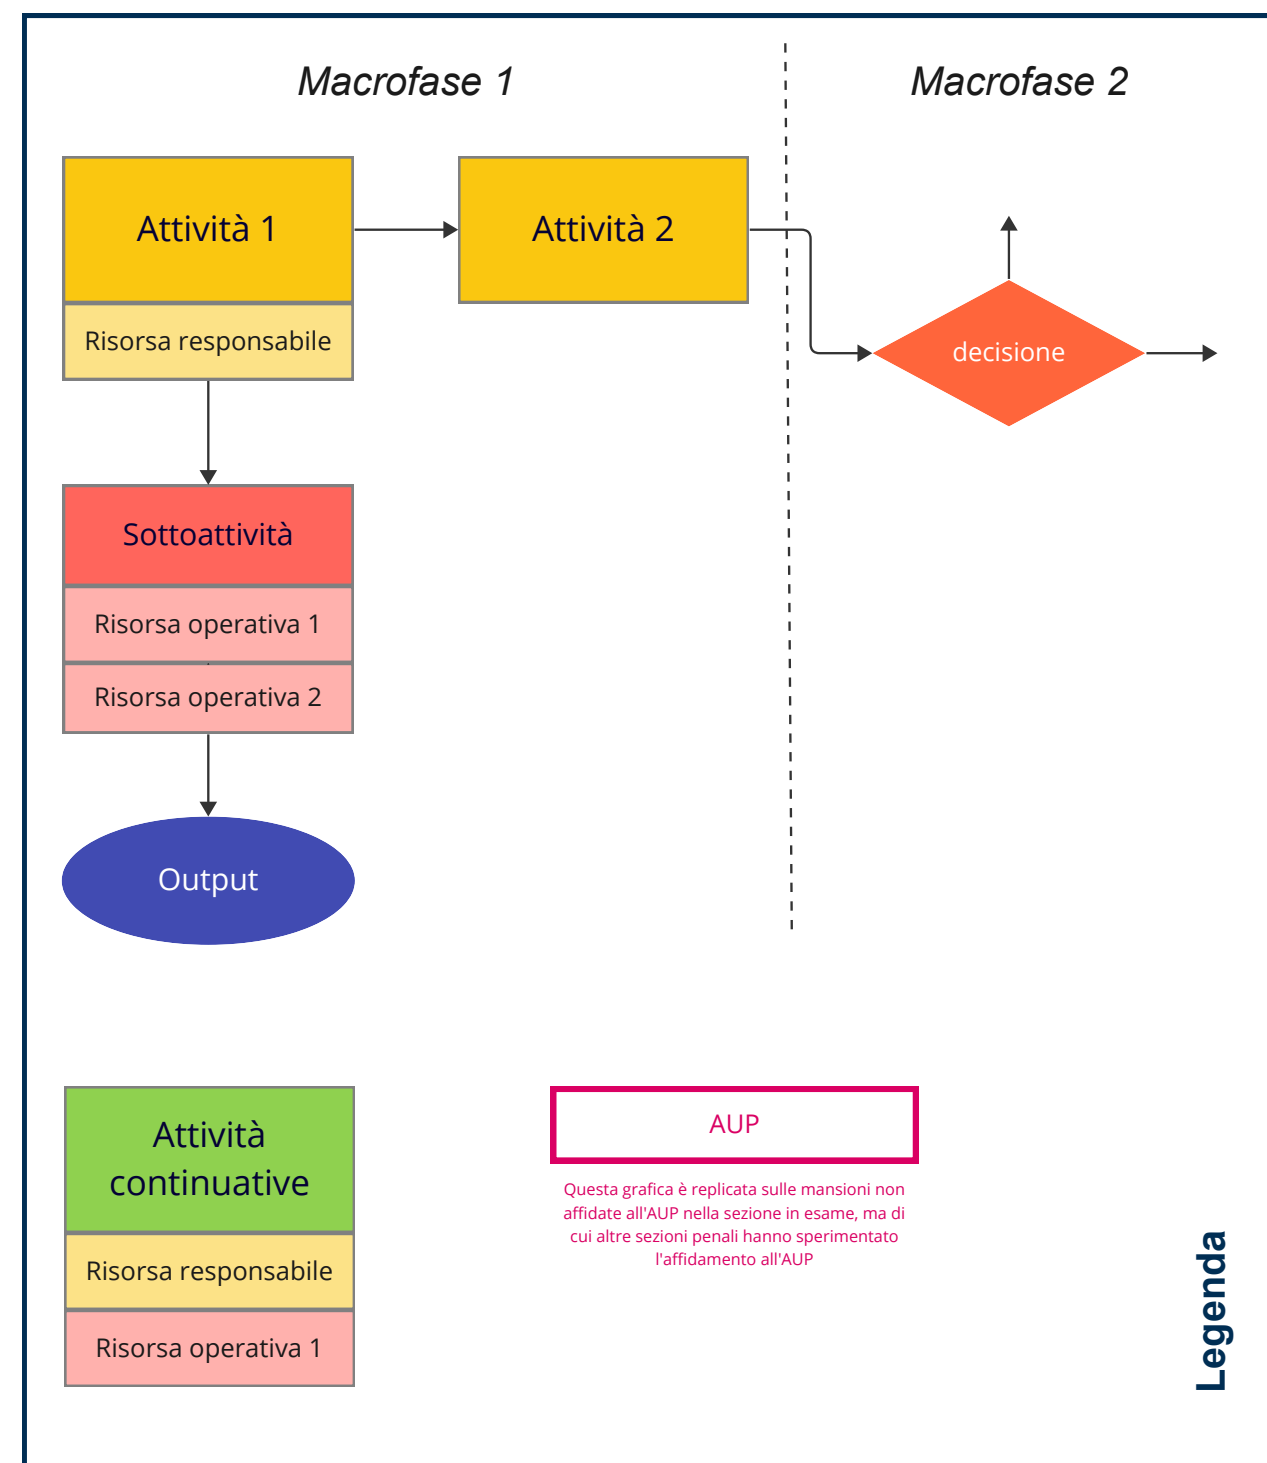 Macrofase 1
Macrofase 2
Attività 1
Attività 2
Risorsa responsabile
decisione
Sottoattività
Risorsa operativa 1
Risorsa operativa 2
Output
Attività
continuative
Risorsa responsabile
Risorsa operativa 1
AUP
Questa grafica è replicata sulle mansioni non
affidate all'AUP nella sezione in esame, ma di
cui altre sezioni penali hanno sperimentato
l'affidamento all'AUP
Legenda